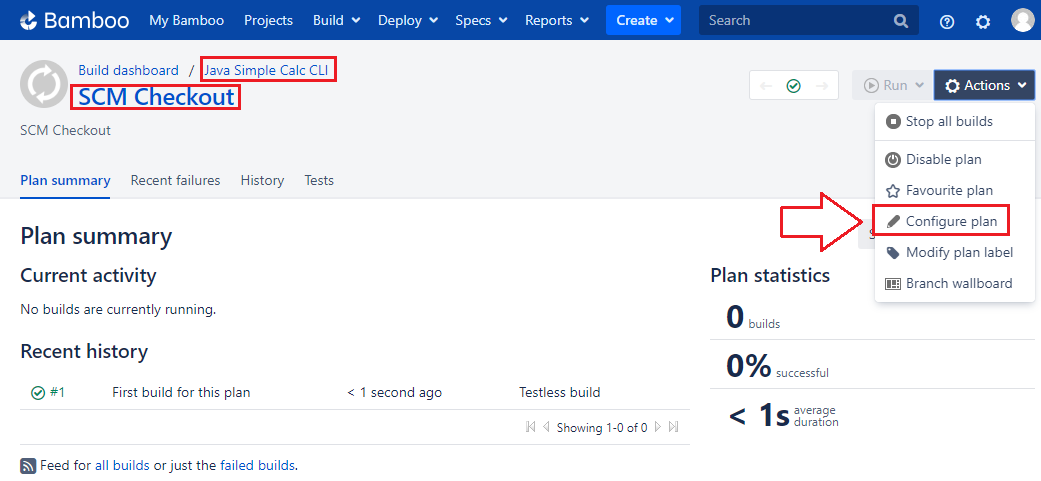 Bamboo My Bamboo Projects Build Deploy Specs Reports Create Search
Build dashboard / Java Simple Calc CLI
SCM Checkout
SCM Checkout
Run Actions
Stop all builds
Disable plan
Favourite plan
Configure plan
Modify plan label
Branch wallboard
Plan summary Recent failures History Tests
Plan summary
Current activity
No builds are currently running.
Recent history
#1 First build for this plan < 1 second ago Testless build
Showing 1-0 of 0
Feed for all builds or just the failed builds.
Plan statistics
0 builds
0% successful
< 1s average
duration